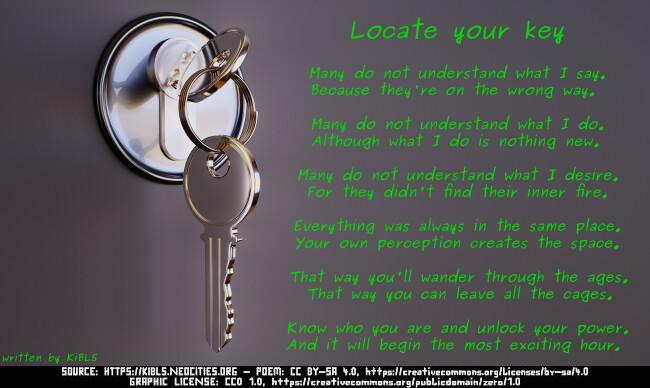 Locate your key
Many do not understand what I say.
Because they're on the wrong way.
Many do not understand what I do.
Although what I do is nothing new.
Many do not understand what I desire.
For they didn't find their inner fire.
Everything was always in the same place.
Your own perception creates the space.
That way you'll wander through the ages.
That way you can leave all the cages.
Know who you are and unlock your power.
And it will begin the most exciting hour.
written by KiBLS
SOURCE: HTTPS://KIBLS.NEOCITIES.ORG – POEM: CC BY-SA 4.0, https://creativecommons.org/licenses/by-sa/4.0
GRAPHIC LICENSE: CC0 1.0, https://creativecommons.org/publicdomain/zero/1.0